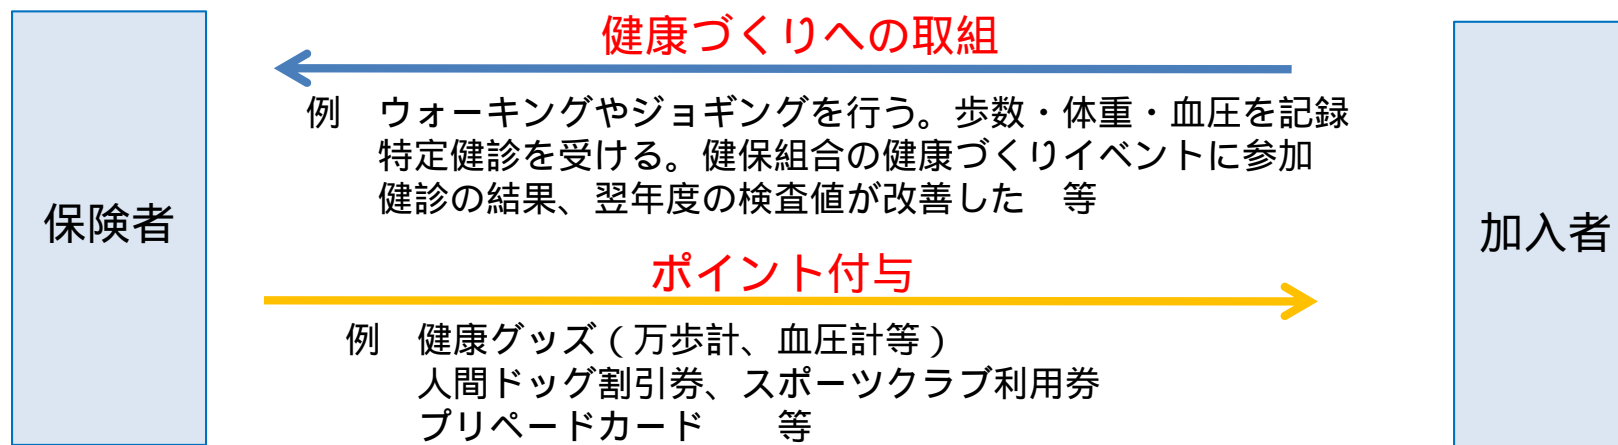 健康づくりへの取組
例　ウォーキングやジョギングを行う。歩数・体重・血圧を記録
特定健診を受ける。健保組合の健康づくりイベントに参加
健診の結果、翌年度の検査値が改善した　等
保険者
加入者
ポイント付与
例　健康グッズ（万歩計、血圧計等）
人間ドッグ割引券、スポーツクラブ利用券
プリペードカード　　等